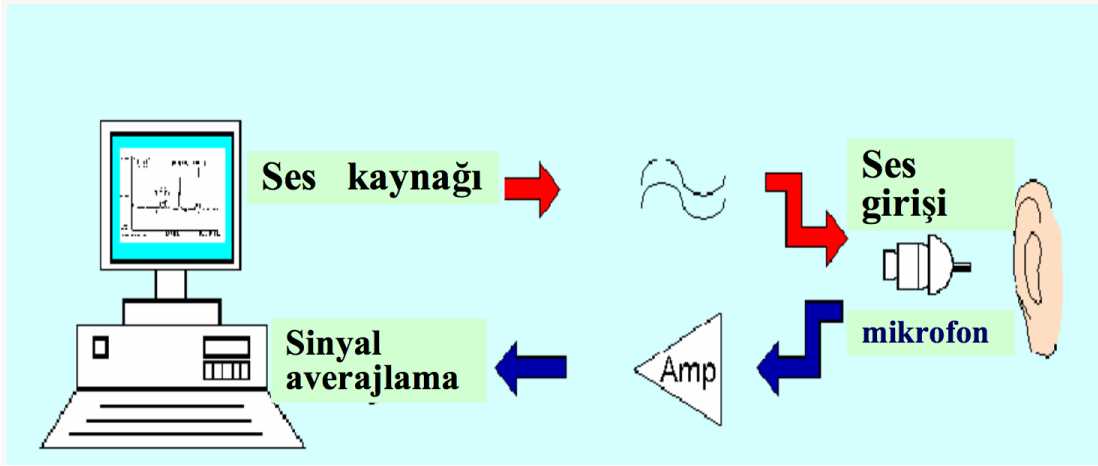 Ses kaynağı
Ses
girişi
mikrofon
Amp
Sinyal
averajlama